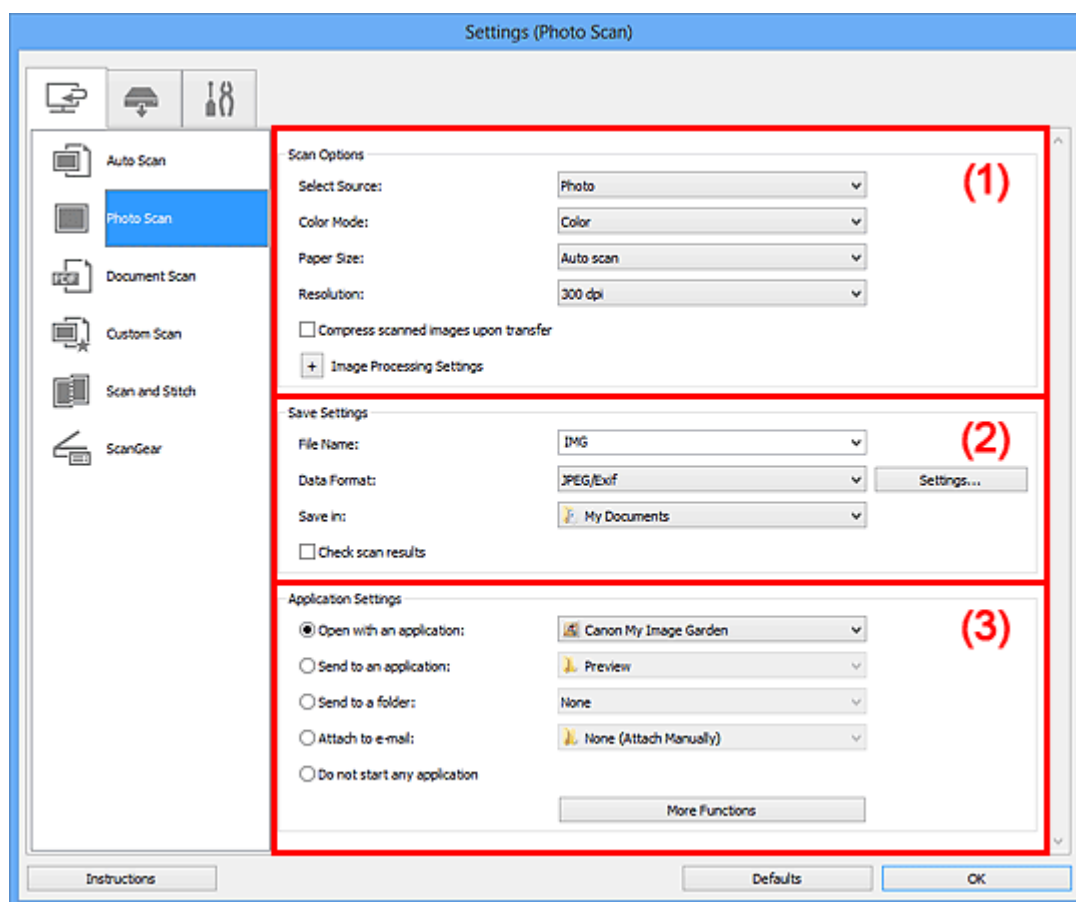 Settings (Photo Scan)
Auto Scan
Photo Scan
Document Scan
Custom Scan
Scan and Stitch
ScanGear
Scan Options
(1)
Select Source: Photo
Color Mode: Color
Paper Size: Auto scan
Resolution: 300 dpi
Compress scanned images upon transfer
+ Image Processing Settings
Save Settings
(2)
File Name: IMG
Data Format: JPEG/Exif Settings...
Save in: My Documents
Check scan results
Application Settings
(3)
Open with an application: Canon My Image Garden
Send to an application: Preview
Send to a folder: None
Attach to e-mail: None (Attach Manually)
Do not start any application
More Functions
Instructions Defaults OK